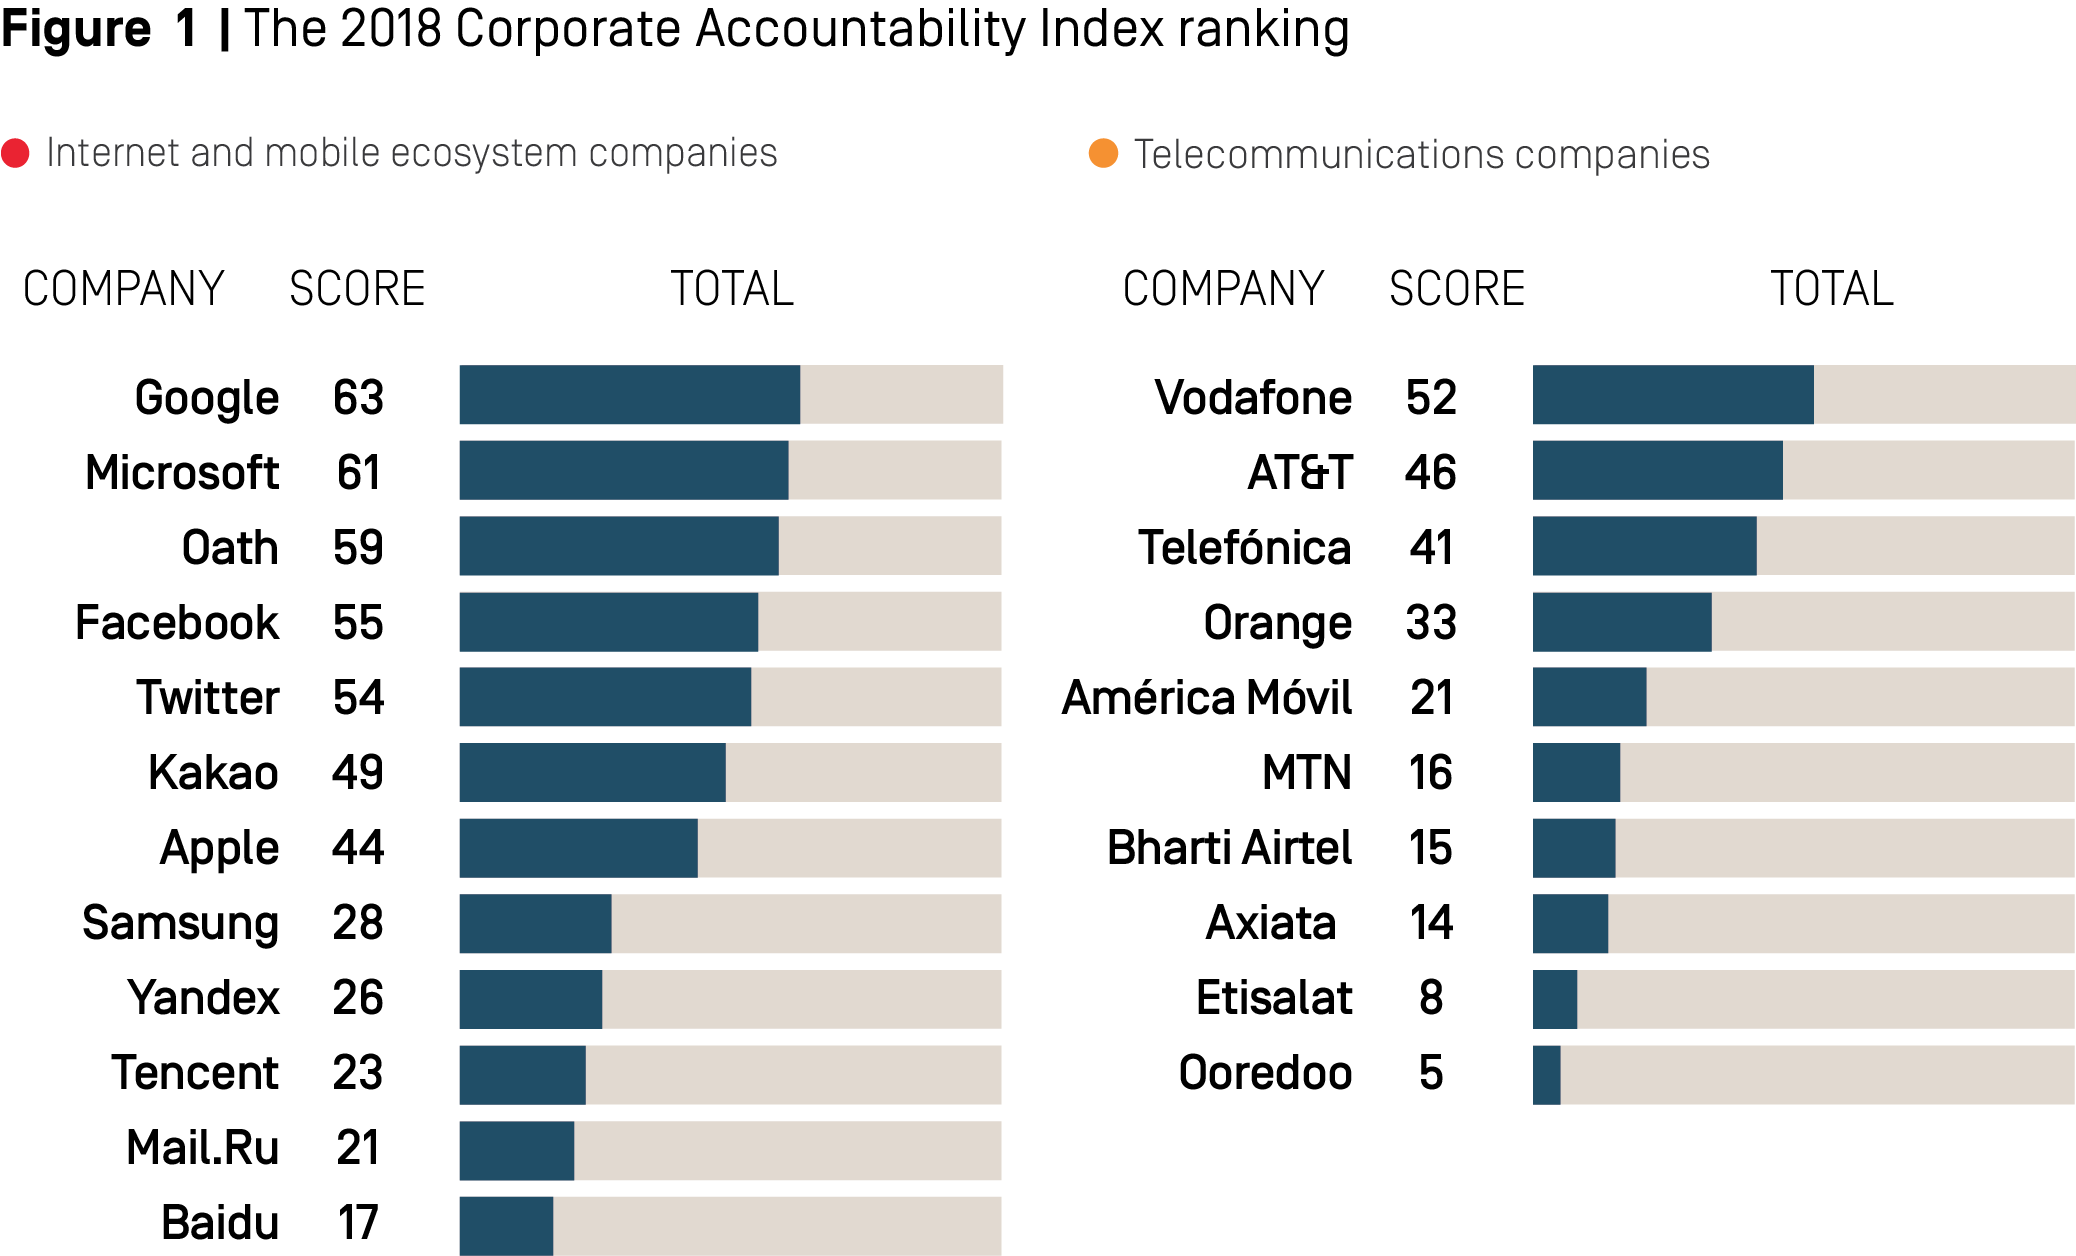 Figure 1 | The 2018 Corporate Accountability Index ranking
Internet and mobile ecosystem companies
COMPANY SCORE TOTAL
Google 63
Microsoft 61
Oath 59
Facebook 55
Twitter 54
Kakao 49
Apple 44
Samsung 28
Yandex 26
Tencent 23
Mail.Ru 21
Baidu 17
Telecommunications companies
COMPANY SCORE TOTAL
Vodafone 52
AT&T 46
Telefónica 41
Orange 33
América Móvil 21
MTN 16
Bharti Airtel 15
Axiata 14
Etisalat 8
Ooredoo 5